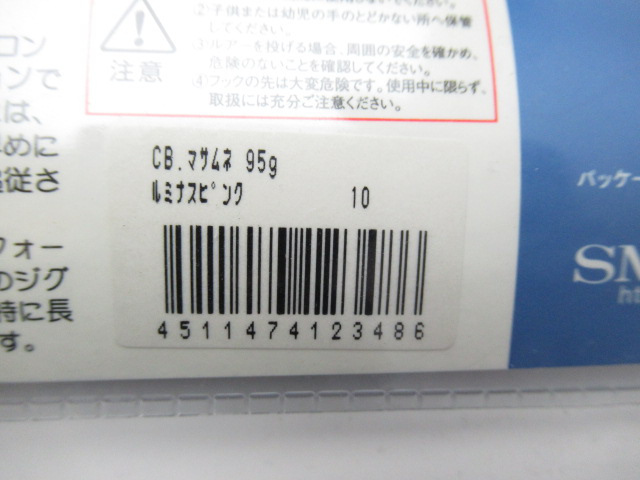 ②子供または幼児の手のとどかない所へ保管
してください。
③ルアーを投げる場合、周囲の安全を確かめ、
危険のないことを確認してください。
④フックの先は大変危険です。使用中に限らず、
取扱には充分ご注意ください。
注意
コン
ンで
は、
めに
従さ
フォー
のジグ
特に長
す。
CB.マサムネ 95g
ルミナスピンク 10
4511474123486
パッケー
SM
ht